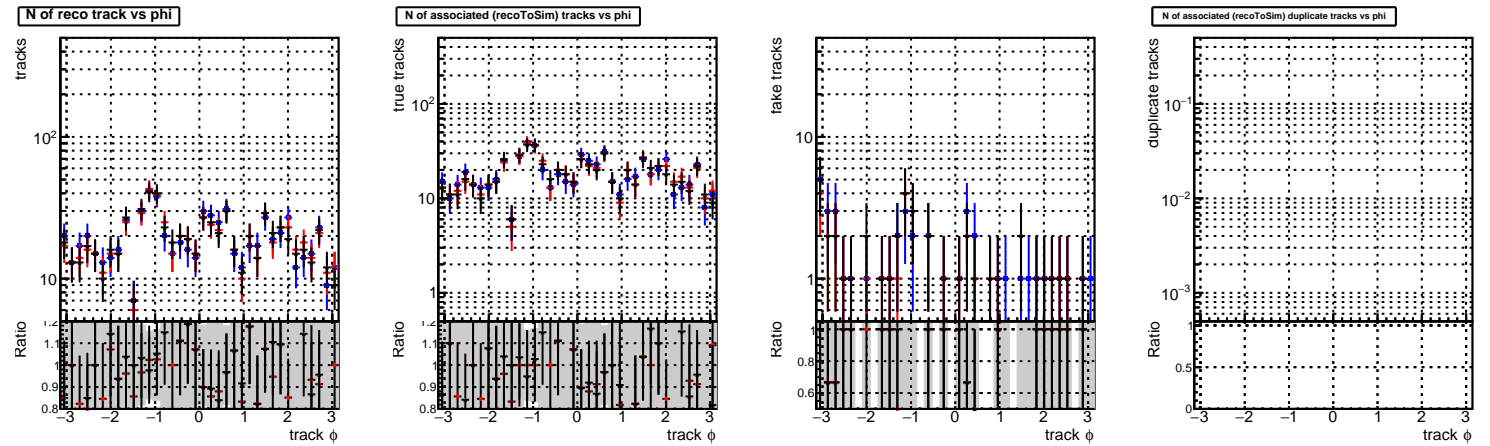 N of reco track vs phi
tracks
10²
10
Ratio
1.2
1.1
1
0.9
0.8
−3 −2 −1 0 1 2 3
track ϕ
N of associated (recoToSim) tracks vs phi
true tracks
10²
10
1
Ratio
1.2
1.1
1
0.9
0.8
−3 −2 −1 0 1 2 3
track ϕ
fake tracks
10
1
Ratio
1
0.8
0.6
−3 −2 −1 0 1 2 3
track ϕ
N of associated (recoToSim) duplicate tracks vs phi
duplicate tracks
10⁻¹
10⁻²
10⁻³
Ratio
1
0.5
0
−3 −2 −1 0 1 2 3
track ϕ